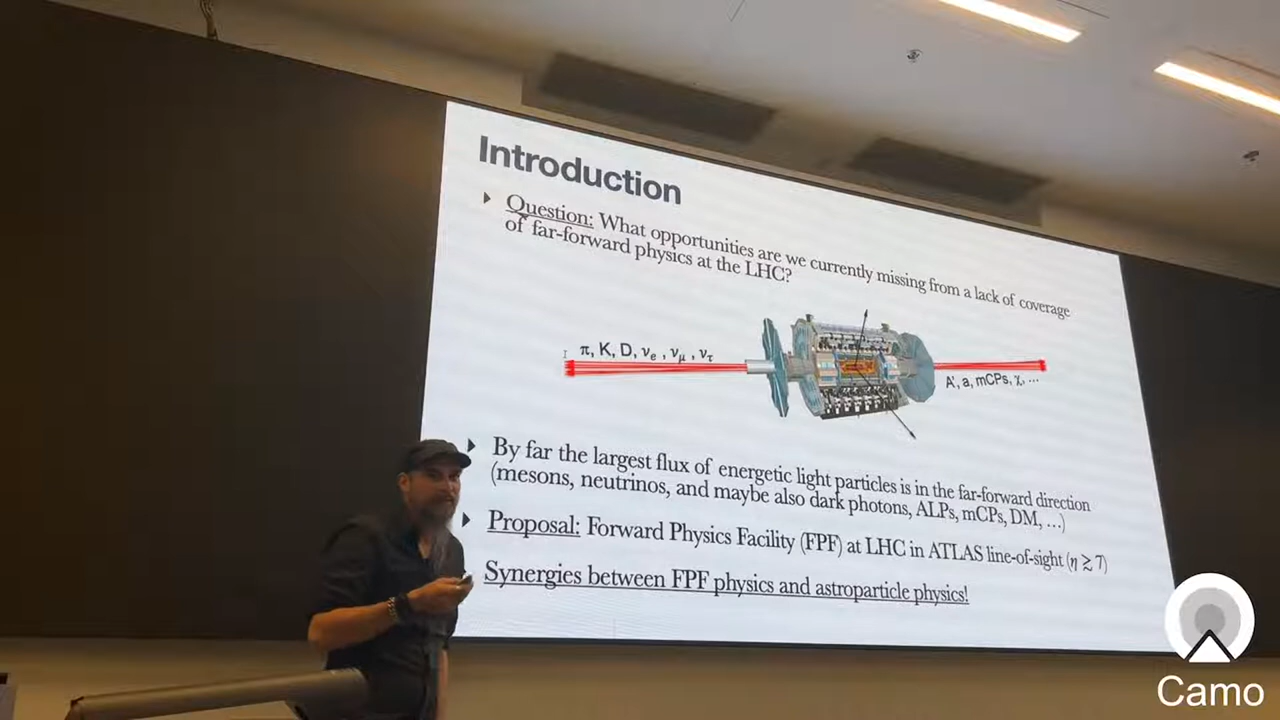 Introduction
Question: What opportunities are we currently missing from a lack of coverage
of far-forward physics at the LHC?
π, K, D, νe , νμ , ντ
A', a, mCPs, χ, ...
By far the largest flux of energetic light particles is in the far-forward direction
(mesons, neutrinos, and maybe also dark photons, ALPs, mCPs, DM, ...)
Proposal: Forward Physics Facility (FPF) at LHC in ATLAS line-of-sight (η ≳ 7)
Synergies between FPF physics and astroparticle physics!
Camo